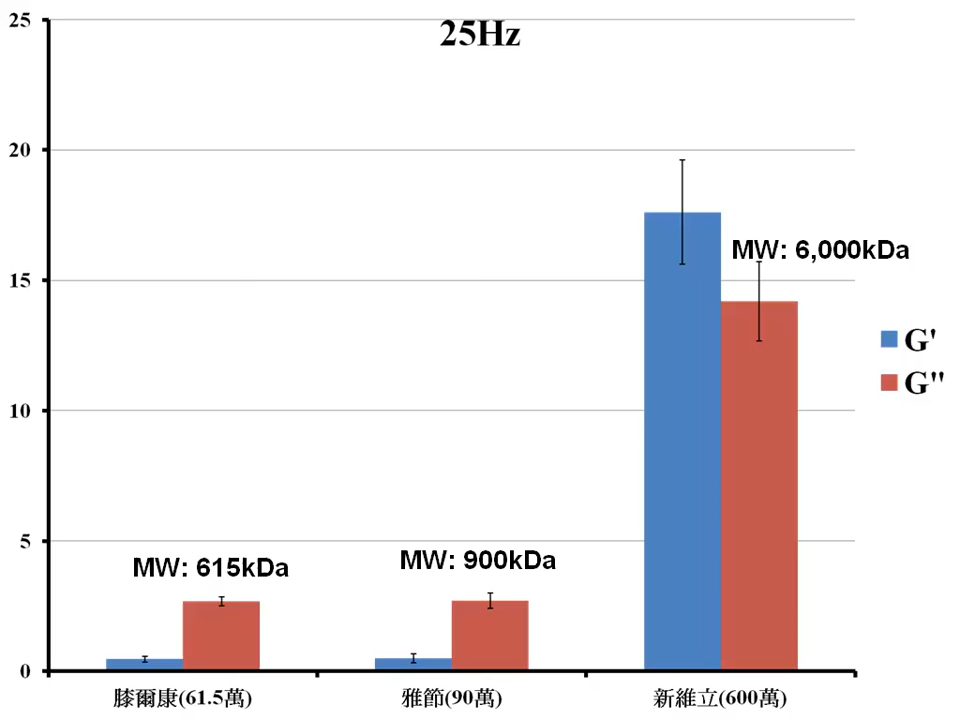 25Hz
25
20
15
10
5
0
MW: 615kDa
MW: 900kDa
MW: 6,000kDa
G'
G"
膝爾康(61.5萬)
雅節(90萬)
新維立(600萬)